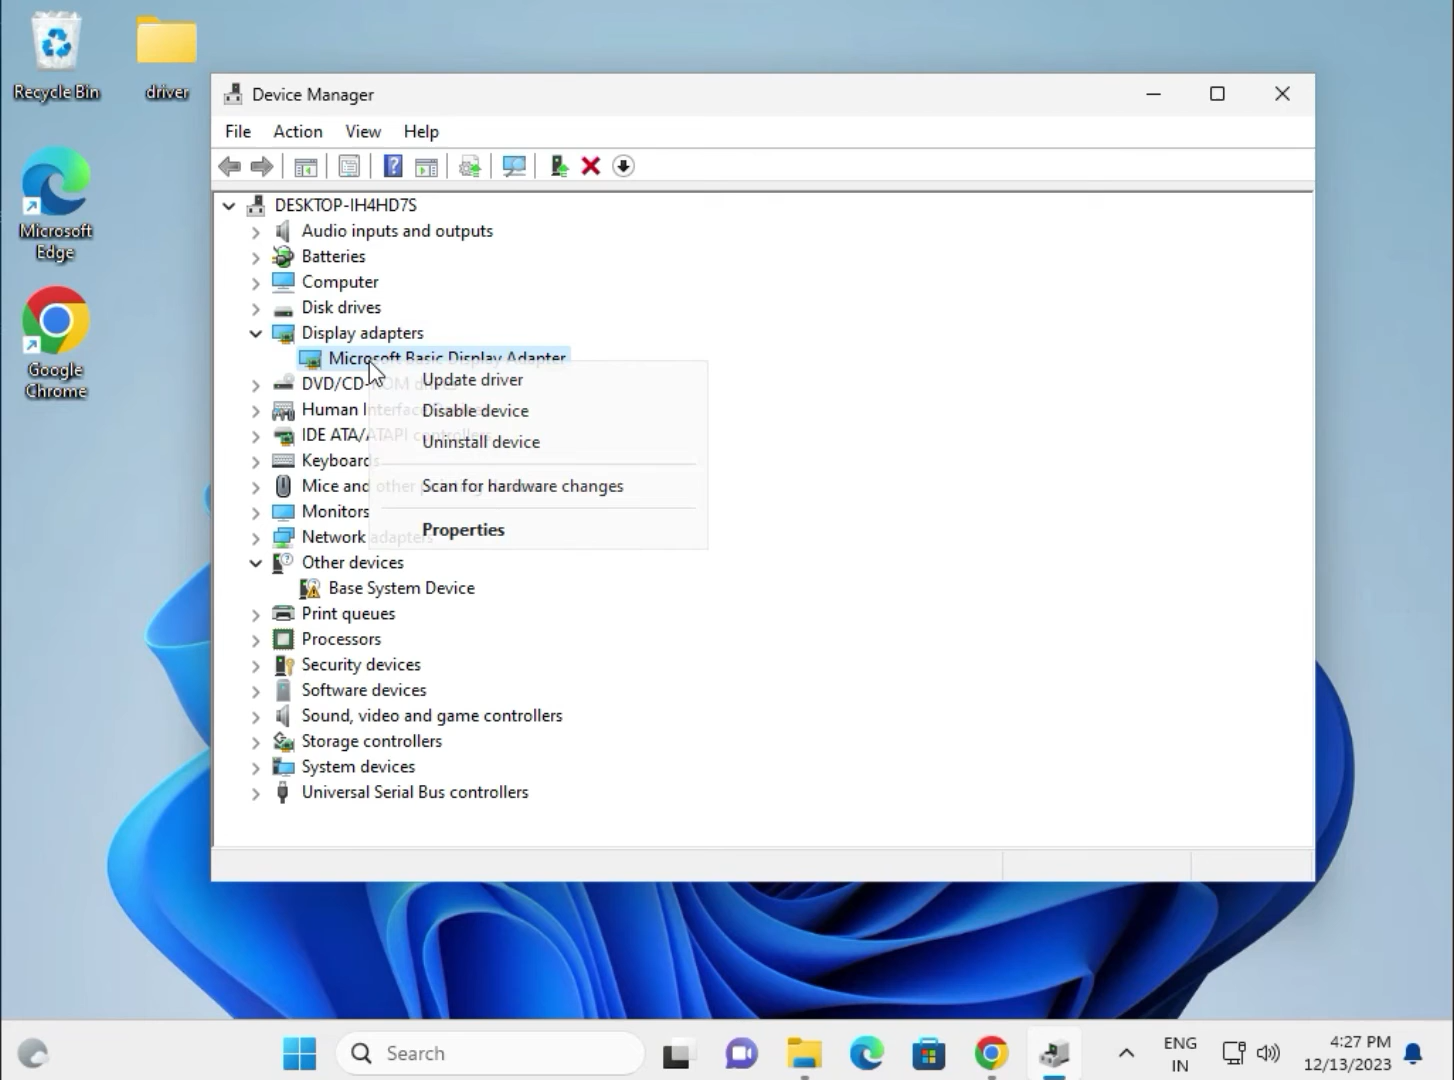 Recycle Bin
driver
Microsoft
Edge
Google
Chrome
Device Manager
File Action View Help
DESKTOP-IH4HD7S
Audio inputs and outputs
Batteries
Computer
Disk drives
Display adapters
Microsoft Basic Display Adapter
DVD/CD-ROM drives
Human Interface
IDE ATA/ATAPI controllers
Keyboards
Mice and other pointing
Monitors
Network adapters
Other devices
Base System Device
Print queues
Processors
Security devices
Software devices
Sound, video and game controllers
Storage controllers
System devices
Universal Serial Bus controllers
Update driver
Disable device
Uninstall device
Scan for hardware changes
Properties
Search
ENG
IN
4:27 PM
12/13/2023